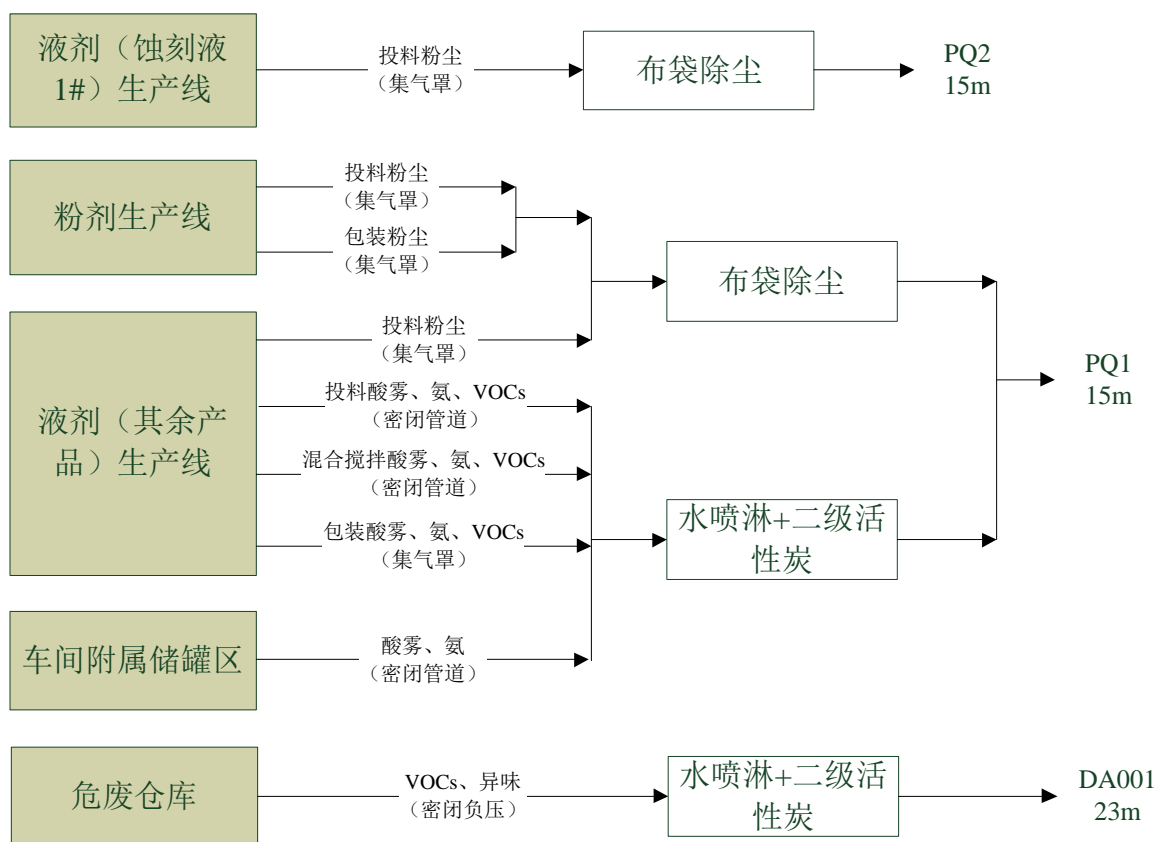 液剂（蚀刻液
1#）生产线
投料粉尘
（集气罩）
布袋除尘
PQ2
15m
粉剂生产线
投料粉尘
（集气罩）
包装粉尘
（集气罩）
布袋除尘
液剂（其余产
品）生产线
投料粉尘
（集气罩）
投料酸雾、氨、VOCs
（密闭管道）
混合搅拌酸雾、氨、VOCs
（密闭管道）
包装酸雾、氨、VOCs
（集气罩）
水喷淋+二级活
性炭
PQ1
15m
车间附属储罐区
酸雾、氨
（密闭管道）
危废仓库
VOCs、异味
（密闭负压）
水喷淋+二级活
性炭
DA001
23m